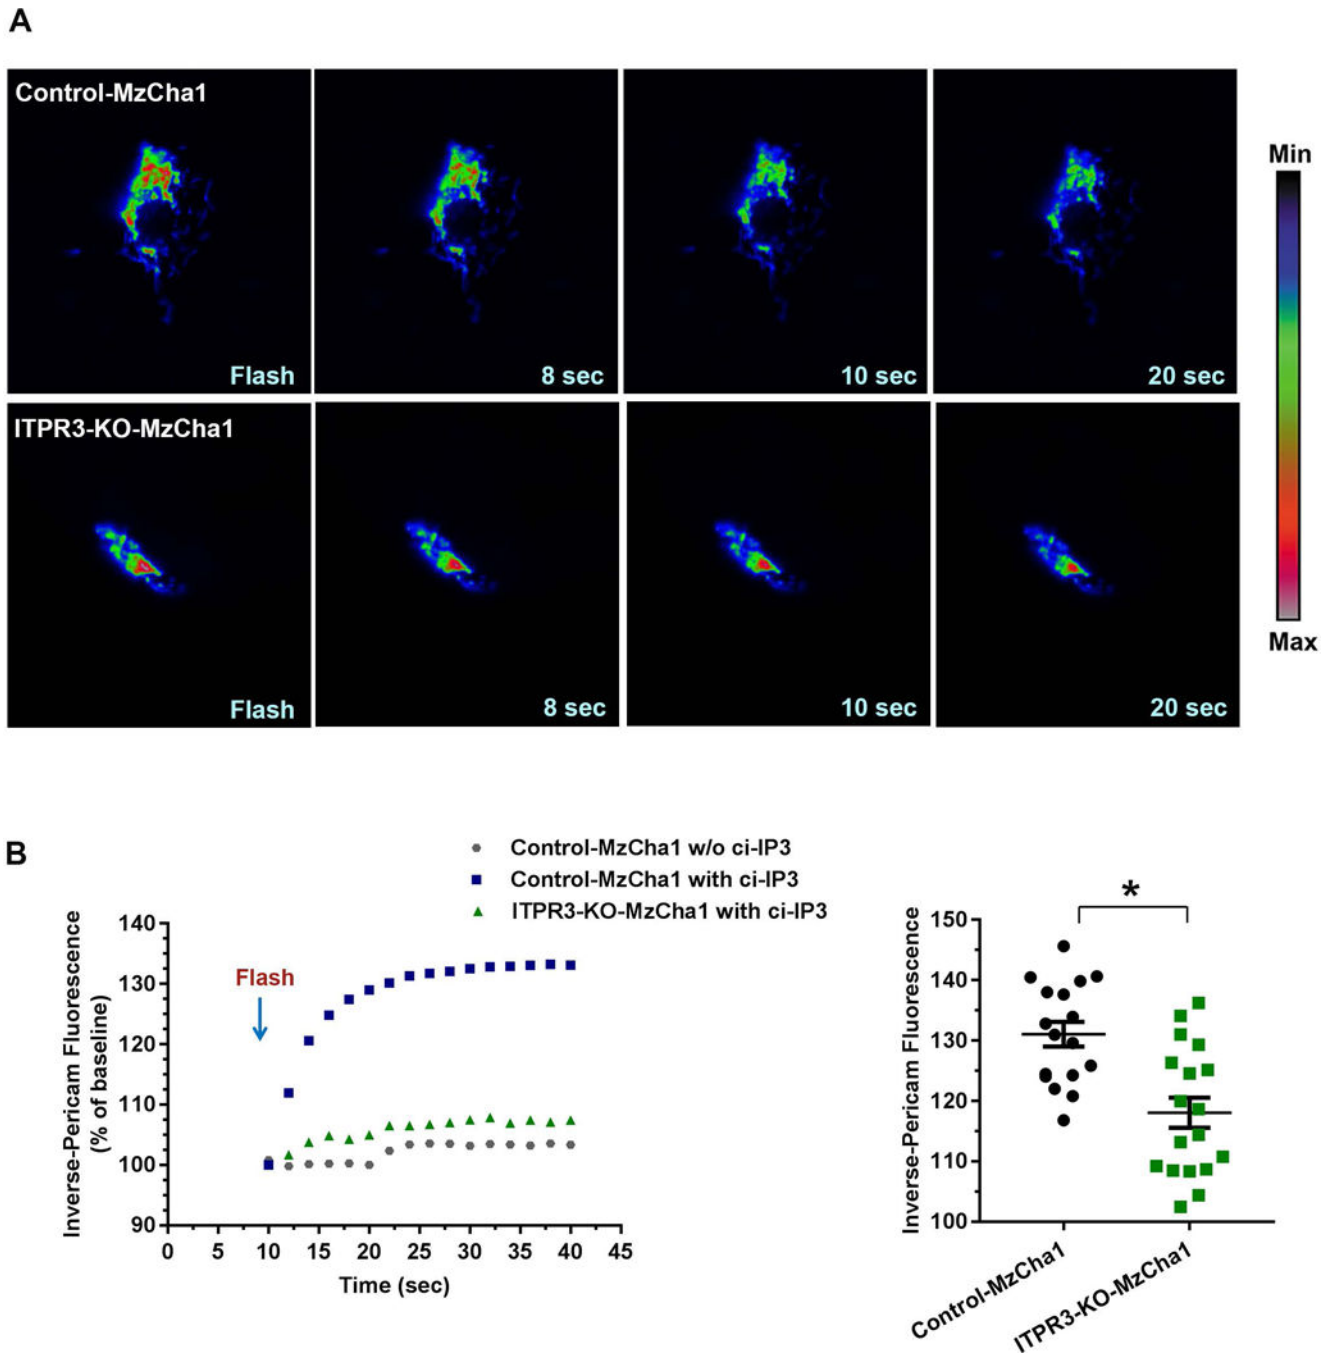 A
Control-MzCha1
Flash
8 sec
10 sec
20 sec
Min
Max
ITPR3-KO-MzCha1
Flash
8 sec
10 sec
20 sec
B
Control-MzCha1 w/o ci-IP3
Control-MzCha1 with ci-IP3
ITPR3-KO-MzCha1 with ci-IP3
Inverse-Pericam Fluorescence
(% of baseline)
140
130
120
110
100
90
Flash
0 5 10 15 20 25 30 35 40 45
Time (sec)
*
Inverse-Pericam Fluorescence
150
140
130
120
110
100
Control-MzCha1
ITPR3-KO-MzCha1